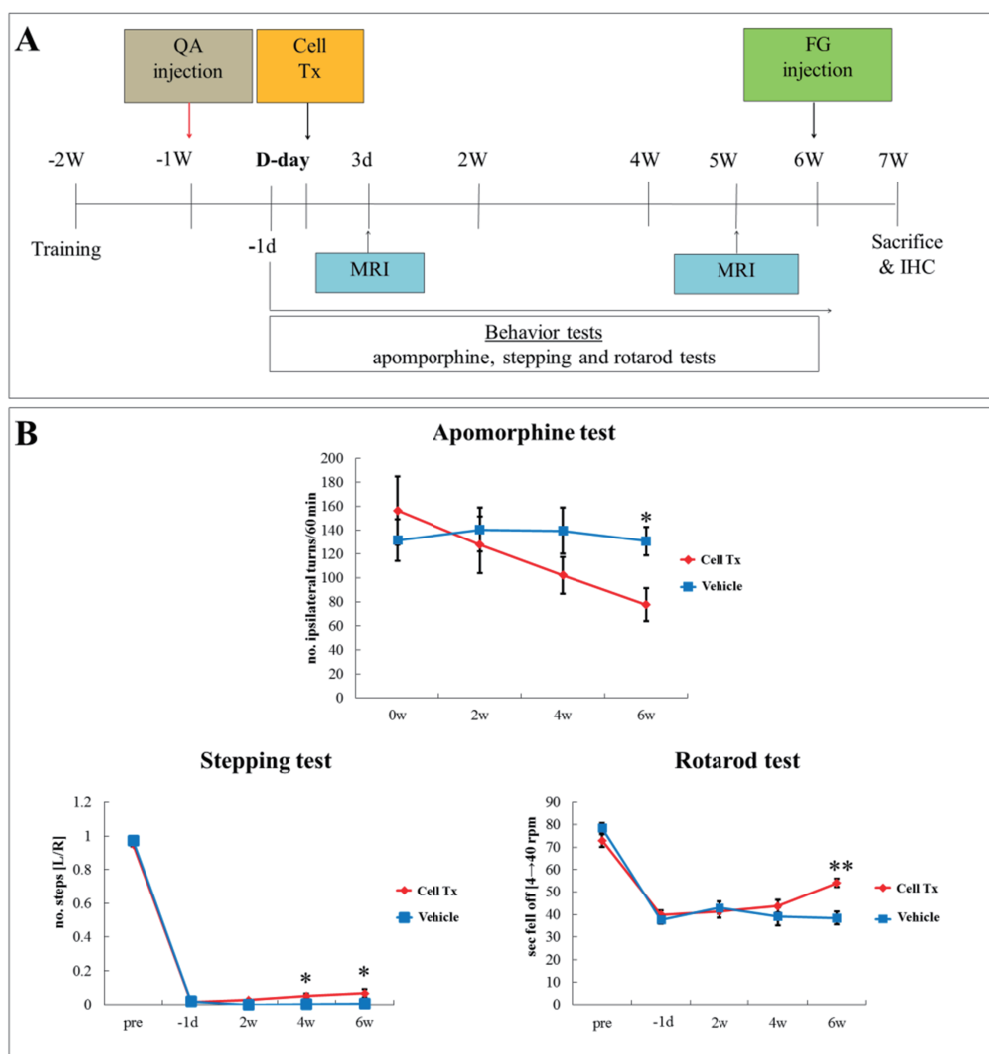 A
QA
injection
Cell
Tx
FG
injection
-2W
-1W
D-day
3d
2W
4W
5W
6W
7W
Training
-1d
MRI
MRI
Sacrifice
& IHC
Behavior tests
apomporphine, stepping and rotarod tests
B
Apomorphine test
no. ipsilateral turns/60 min
200
180
160
140
120
100
80
60
40
20
0
0w
2w
4w
6w
*
Cell Tx
Vehicle
Stepping test
no. steps [L/R]
1.2
1
0.8
0.6
0.4
0.2
0
pre
-1d
2w
4w
6w
*
*
Cell Tx
Vehicle
Rotarod test
sec fell off [4→40 rpm
90
80
70
60
50
40
30
20
10
0
pre
-1d
2w
4w
6w
**
Cell Tx
Vehicle